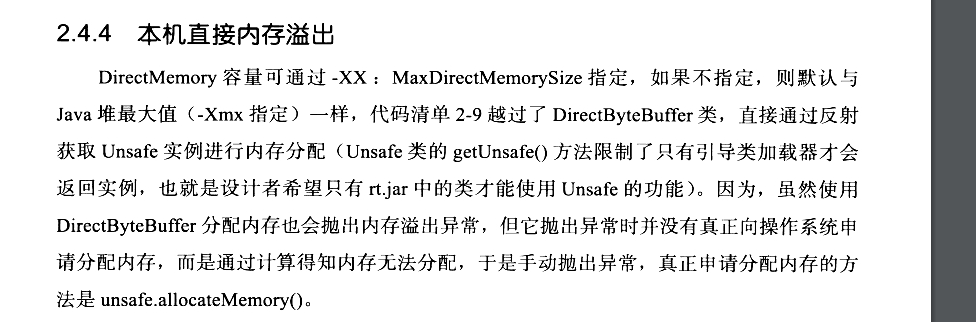 2.4.4 本机直接内存溢出
DirectMemory 容量可通过 -XX：MaxDirectMemorySize 指定，如果不指定，则默认与
Java 堆最大值（-Xmx 指定）一样，代码清单 2-9 越过了 DirectByteBuffer 类，直接通过反射
获取 Unsafe 实例进行内存分配（Unsafe 类的 getUnsafe() 方法限制了只有引导类加载器才会
返回实例，也就是设计者希望只有 rt.jar 中的类才能使用 Unsafe 的功能）。因为，虽然使用
DirectByteBuffer 分配内存也会抛出内存溢出异常，但它抛出异常时并没有真正向操作系统申
请分配内存，而是通过计算得知内存无法分配，于是手动抛出异常，真正申请分配内存的方
法是 unsafe.allocateMemory()。